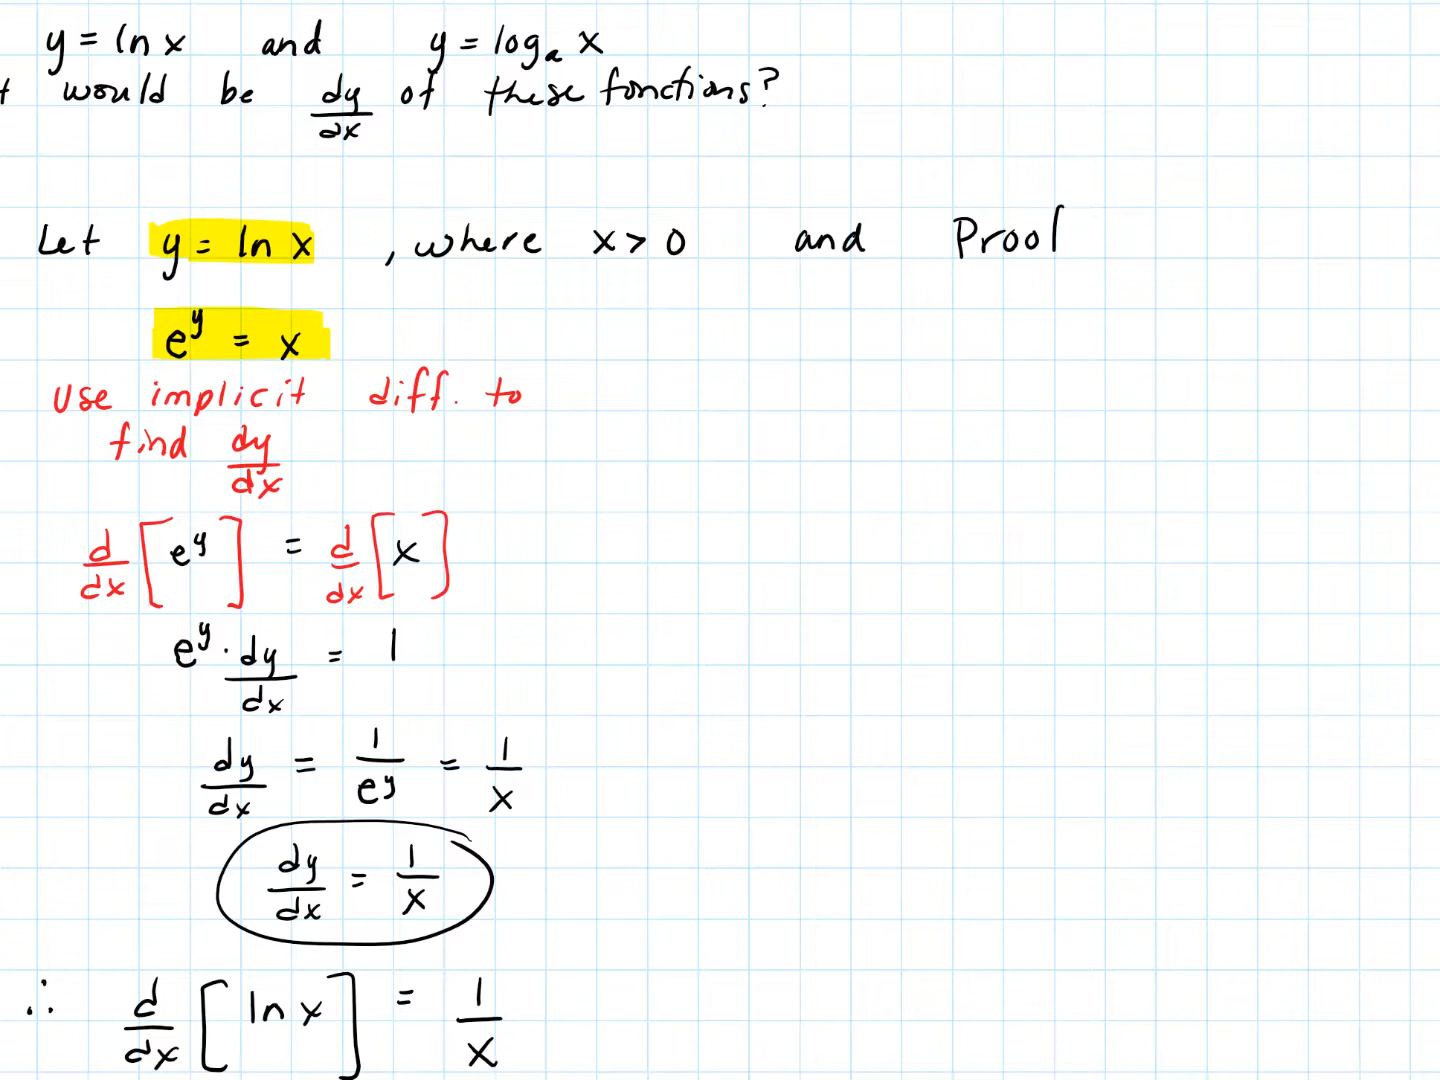 y = ln x and y = logₐ x
t would be dy/dx of these fonctions?
Let y = ln x , where x > 0 and Proof
e^y = x
Use implicit diff. to
find dy/dx
d/dx [e^y] = d/dx [x]
e^y · dy/dx = 1
dy/dx = 1/e^y = 1/x
dy/dx = 1/x
∴ d/dx [ln x] = 1/x